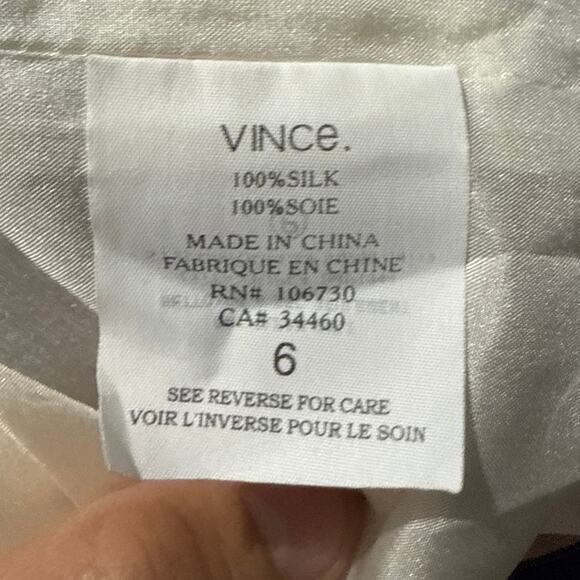 VINCe.
100%SILK
100%SOIE
MADE IN CHINA
FABRIQUE EN CHINE
RN# 106730
CA# 34460
6
SEE REVERSE FOR CARE
VOIR L'INVERSE POUR LE SOIN